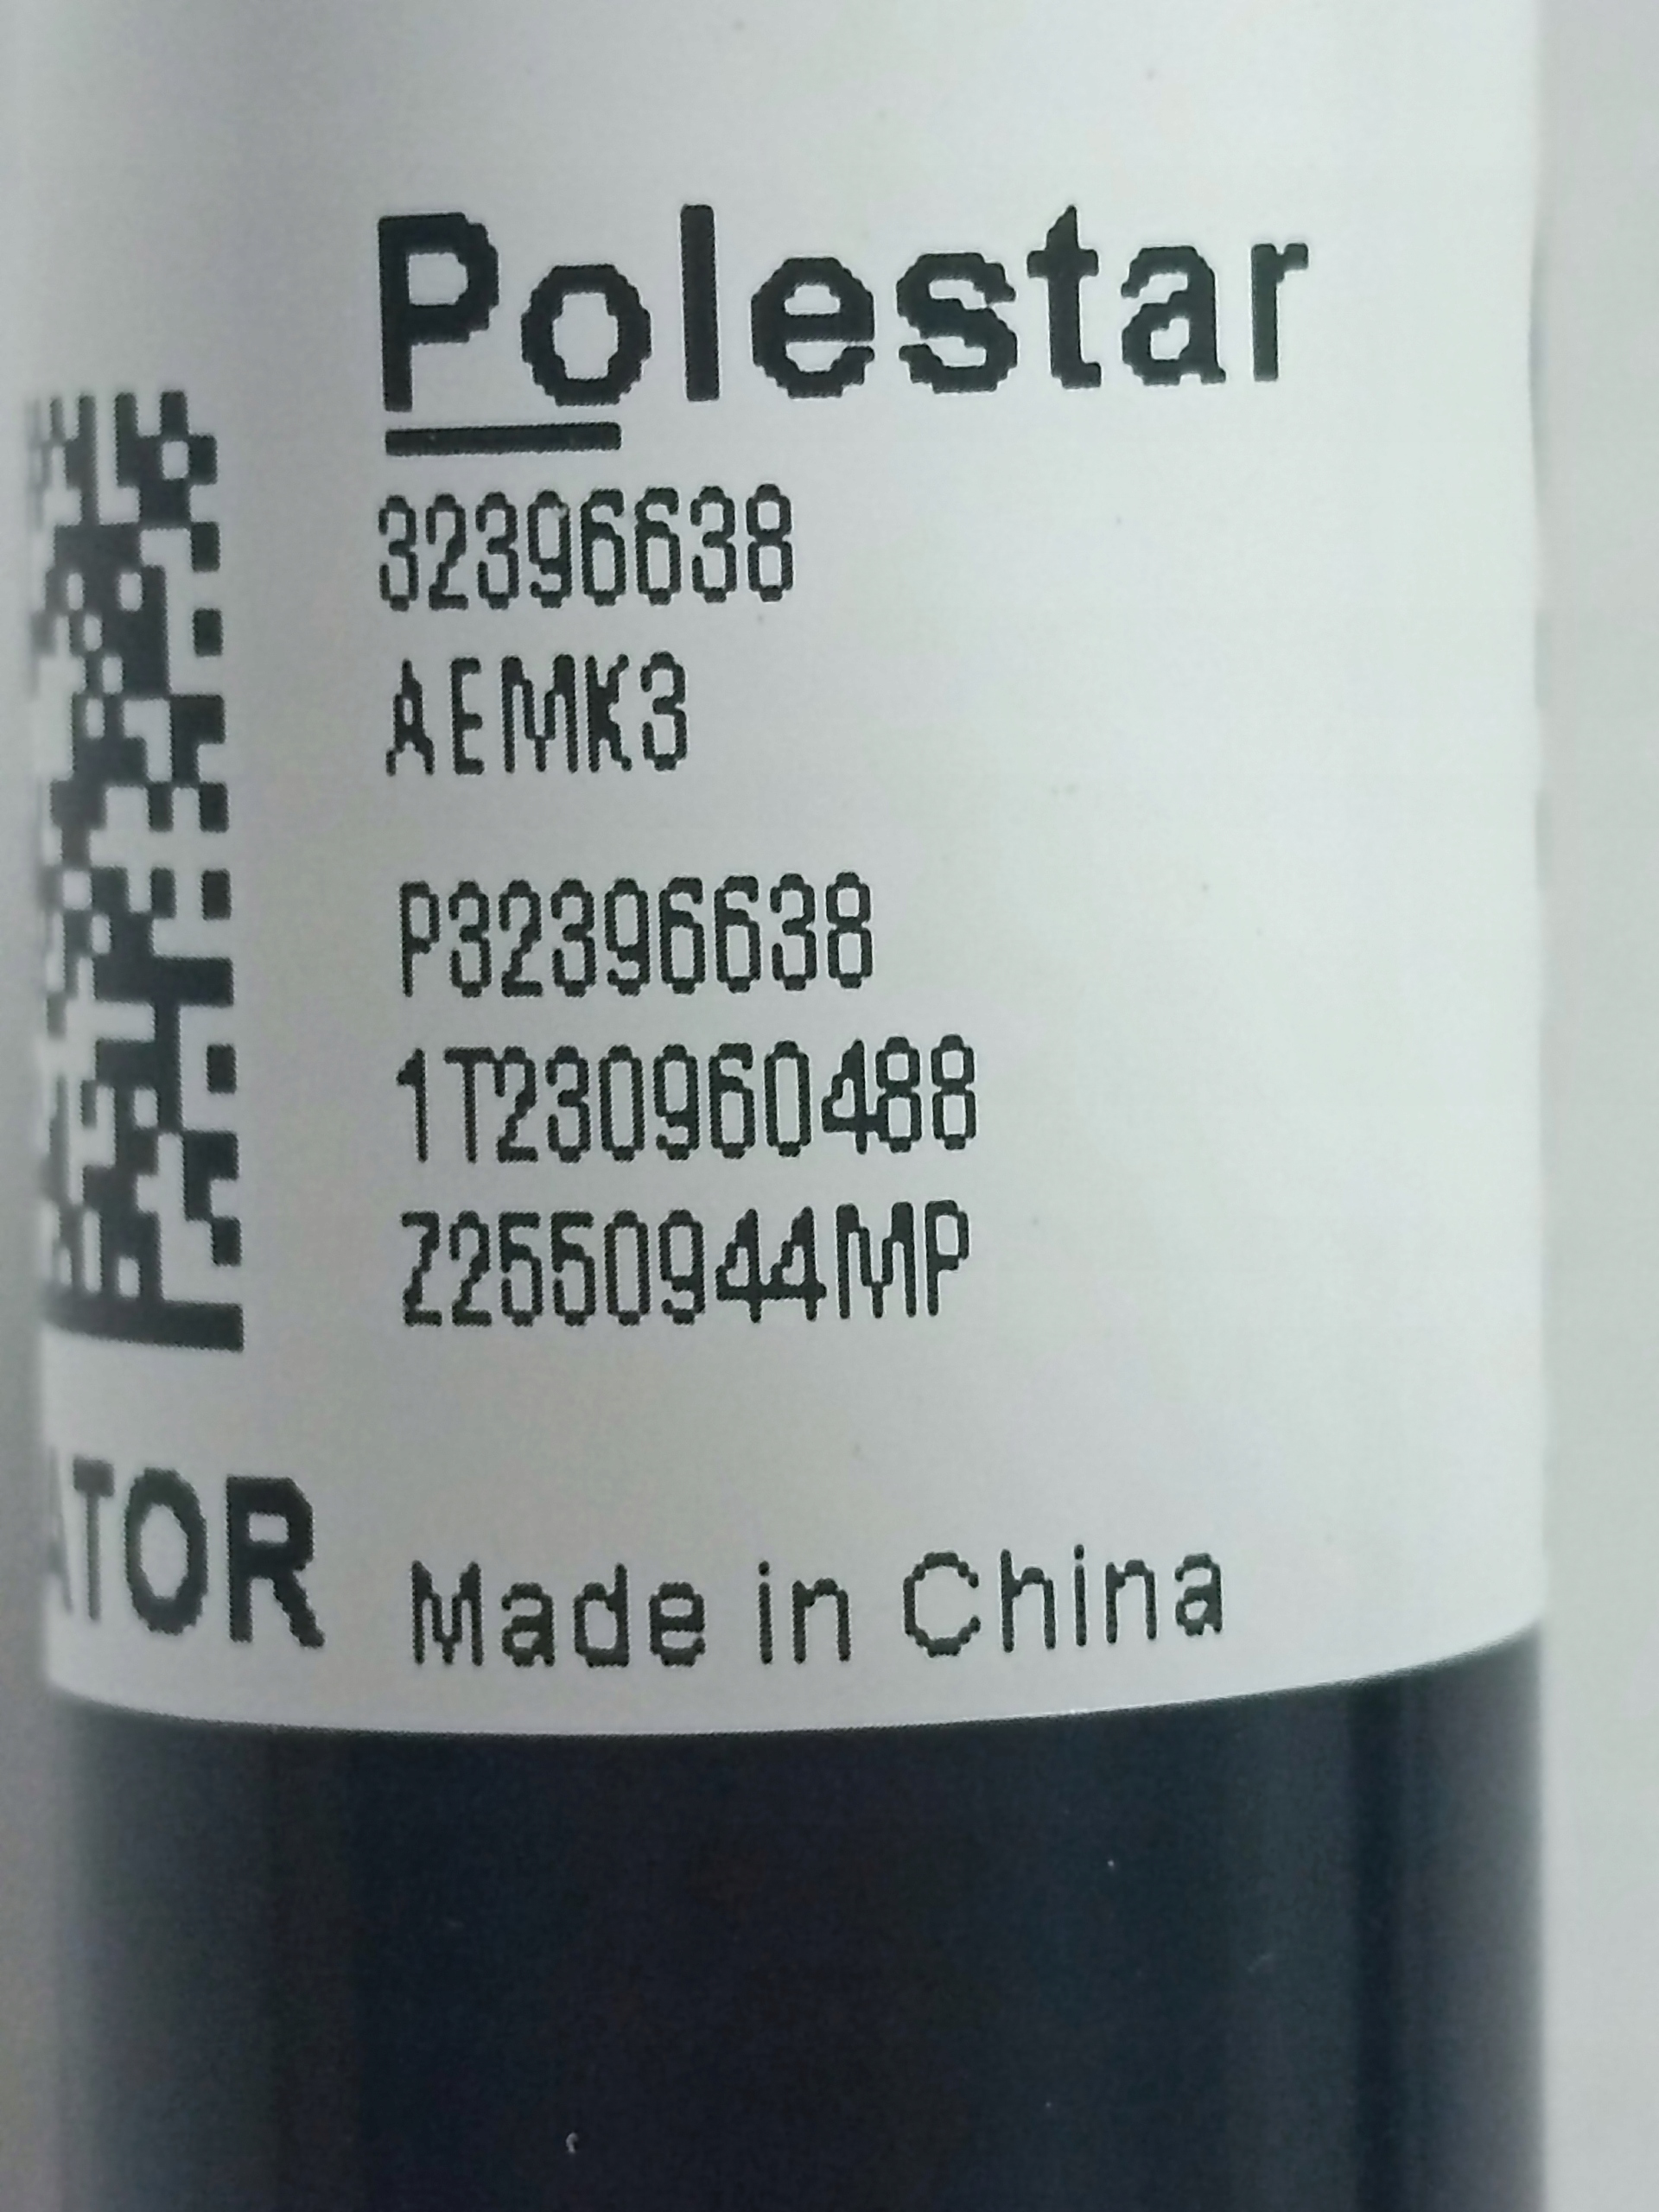 Polestar
32396638
AEMK3
P32396638
1T230960488
Z2550944MP
ATOR
Made in China